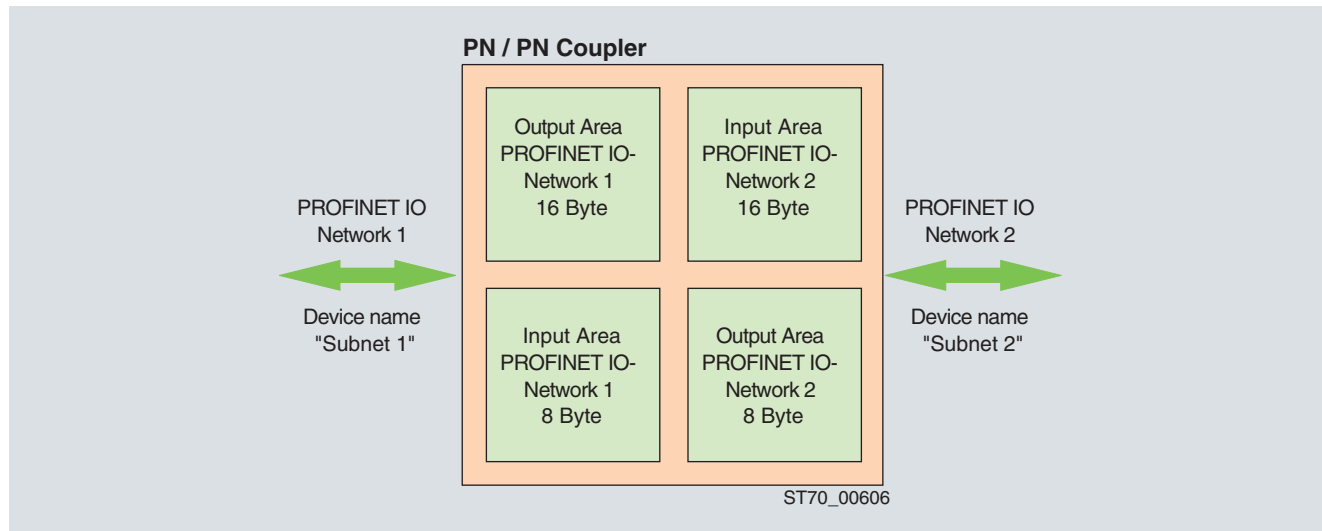 PN / PN Coupler
Output Area
PROFINET IO-
Network 1
16 Byte
Input Area
PROFINET IO-
Network 2
16 Byte
PROFINET IO
Network 1
Device name
"Subnet 1"
PROFINET IO
Network 2
Device name
"Subnet 2"
Input Area
PROFINET IO-
Network 1
8 Byte
Output Area
PROFINET IO-
Network 2
8 Byte
ST70_00606